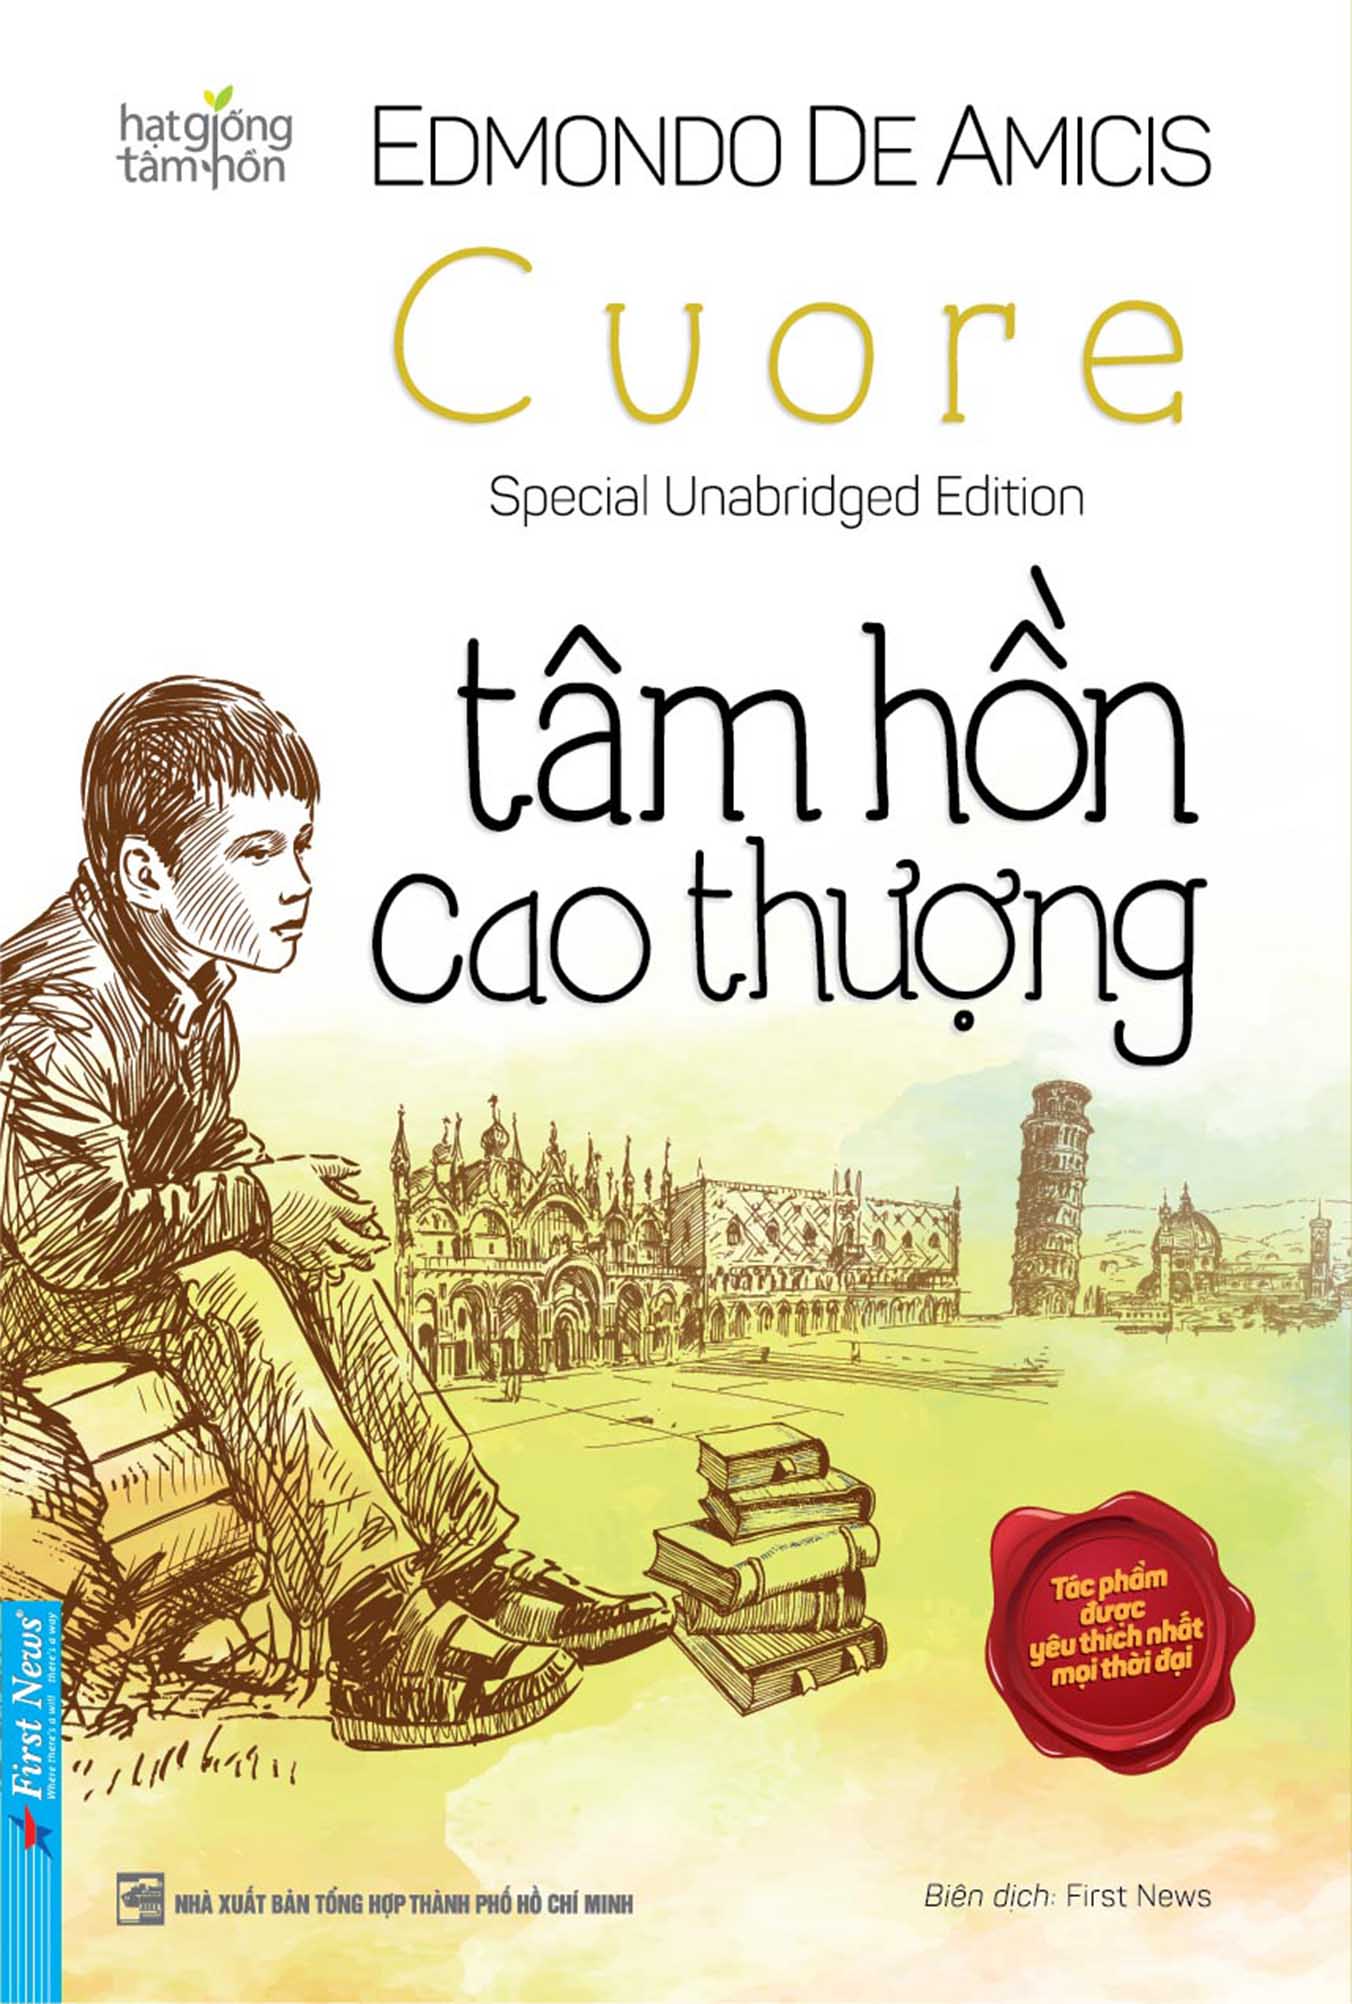 hạt giống
tâm hồn
EDMONDO DE AMICIS
Cuore
Special Unabridged Edition
tâm hồn
cao thượng
Tác phẩm
được
yêu thích nhất
mọi thời đại
First News®
Where there's a will there's a way
NHÀ XUẤT BẢN TỔNG HỢP THÀNH PHỐ HỒ CHÍ MINH
Biên dịch: First News